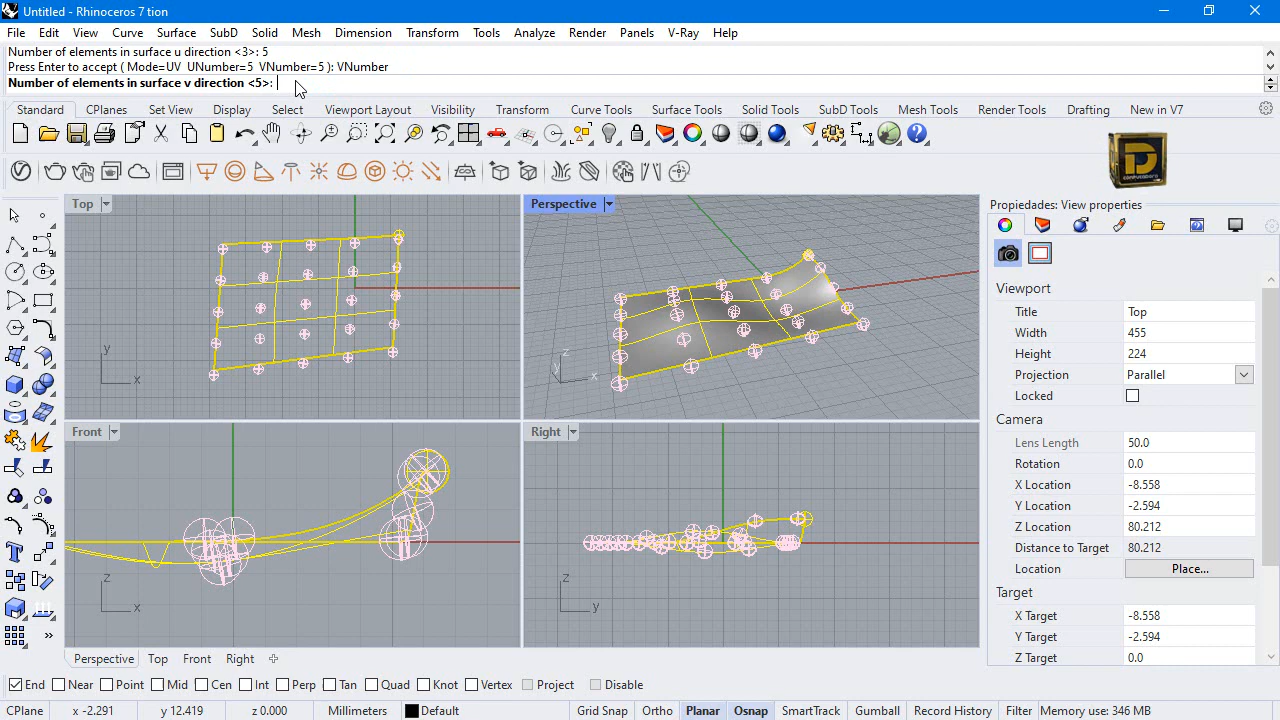 Untitled - Rhinoceros 7 tion
File Edit View Curve Surface SubD Solid Mesh Dimension Transform Tools Analyze Render Panels V-Ray Help
Number of elements in surface u direction <3>: 5
Press Enter to accept ( Mode=UV UNumber=5 VNumber=5 ): VNumber
Number of elements in surface v direction <5>:
Standard CPlanes Set View Display Select Viewport Layout Visibility Transform Curve Tools Surface Tools Solid Tools SubD Tools Mesh Tools Render Tools Drafting New in V7
Top
Perspective
Front
Right
y
x
z
y
x
z
x
z
y
Perspective Top Front Right
Propiedades: View properties
Viewport
Title Top
Width 455
Height 224
Projection Parallel
Locked
Camera
Lens Length 50.0
Rotation 0.0
X Location -8.558
Y Location -2.594
Z Location 80.212
Distance to Target 80.212
Location Place...
Target
X Target -8.558
Y Target -2.594
Z Target 0.0
End Near Point Mid Cen Int Perp Tan Quad Knot Vertex Project Disable
CPlane x -2.291 y 12.419 z 0.000 Millimeters Default Grid Snap Ortho Planar Osnap SmartTrack Gumball Record History Filter Memory use: 346 MB